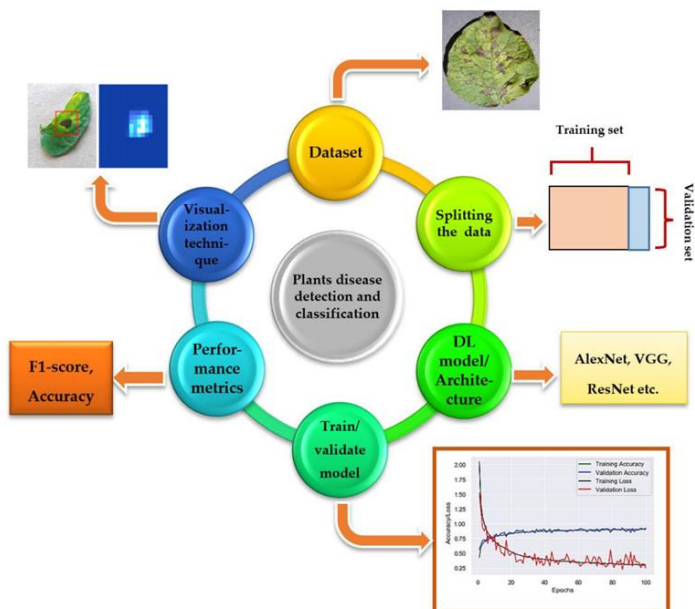 Dataset
Splitting
the data
Training set
Validation set
DL
model/
Archite-
cture
AlexNet, VGG,
ResNet etc.
Train/
validate
model
2.00
1.75
1.50
1.25
1.00
0.75
0.50
0.25
Accuracy/Loss
Training Accuracy
Validation Accuracy
Training Loss
Validation Loss
0
20
40
60
80
100
Epochs
Perfor-
mance
metrics
F1-score,
Accuracy
Visual-
ization
techni-
que
Plants disease
detection and
classification